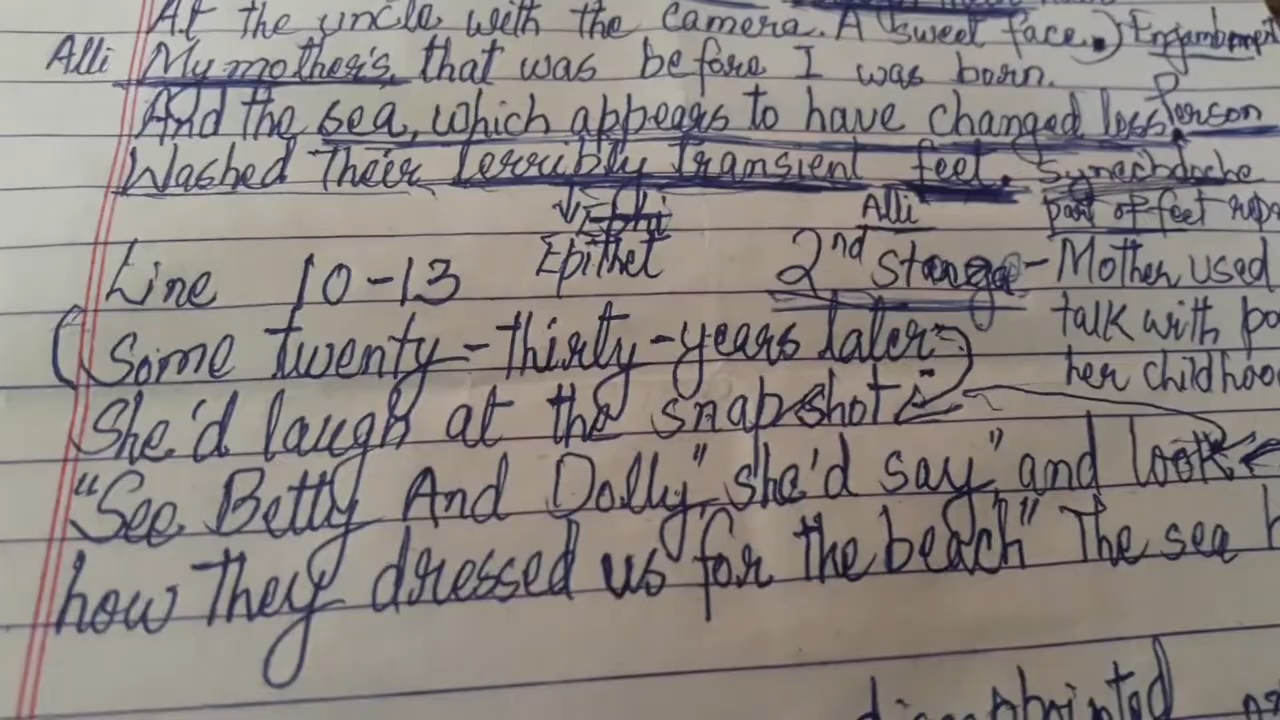 At the uncle with the camera. A (sweet face.) Enjambment
Alli My mother's, that was before I was born.
And the sea, which appears to have changed less, Person
Washed Their terribly transient feet. Synechdoche
Alli part of feet
Epithet
Line 10-13 2nd Stanza - Mother used
talk with
(Some twenty-thirty-years later-)
her
She'd laugh at the snapshot
"See Betty And Dolly," she'd say" and look
how they dressed us for the beach" The sea